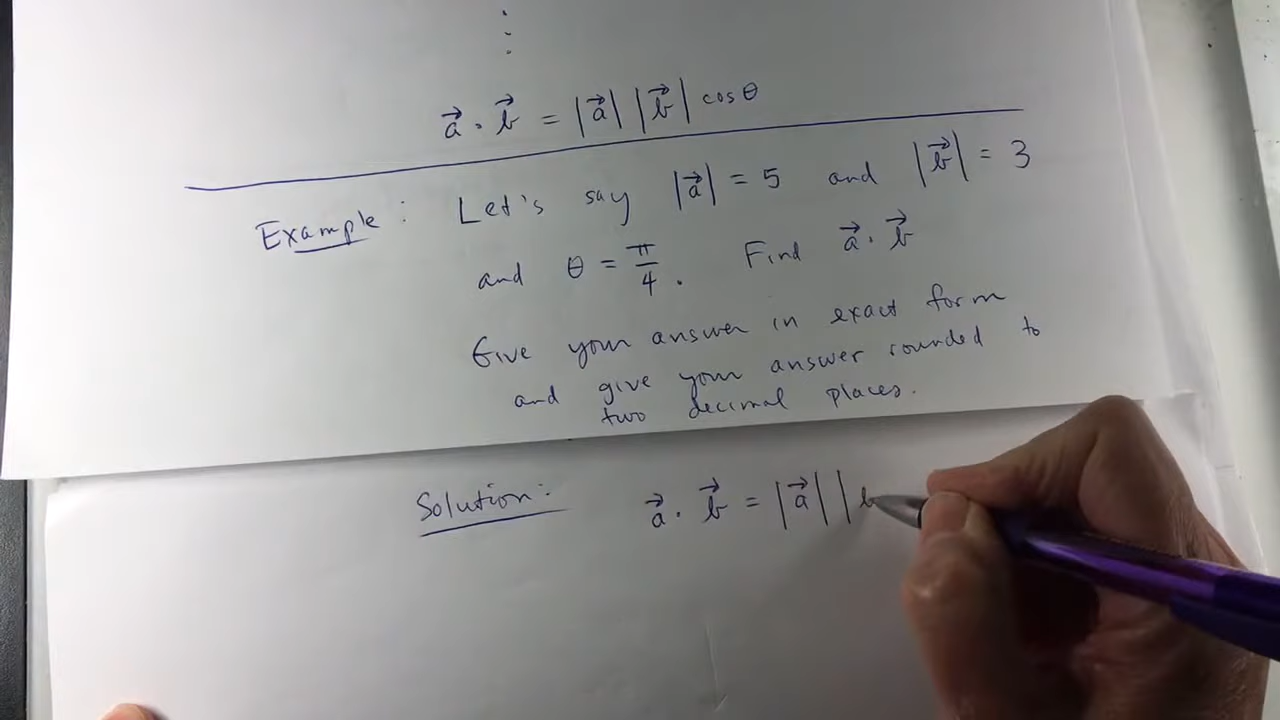 ⋮
a⃗ · b⃗ = |a⃗| |b⃗| cos θ
Example: Let's say |a⃗| = 5 and |b⃗| = 3
and θ = π/4. Find a⃗ · b⃗
Give your answer in exact form
and give your answer rounded to
two decimal places.
Solution: a⃗ · b⃗ = |a⃗| |b